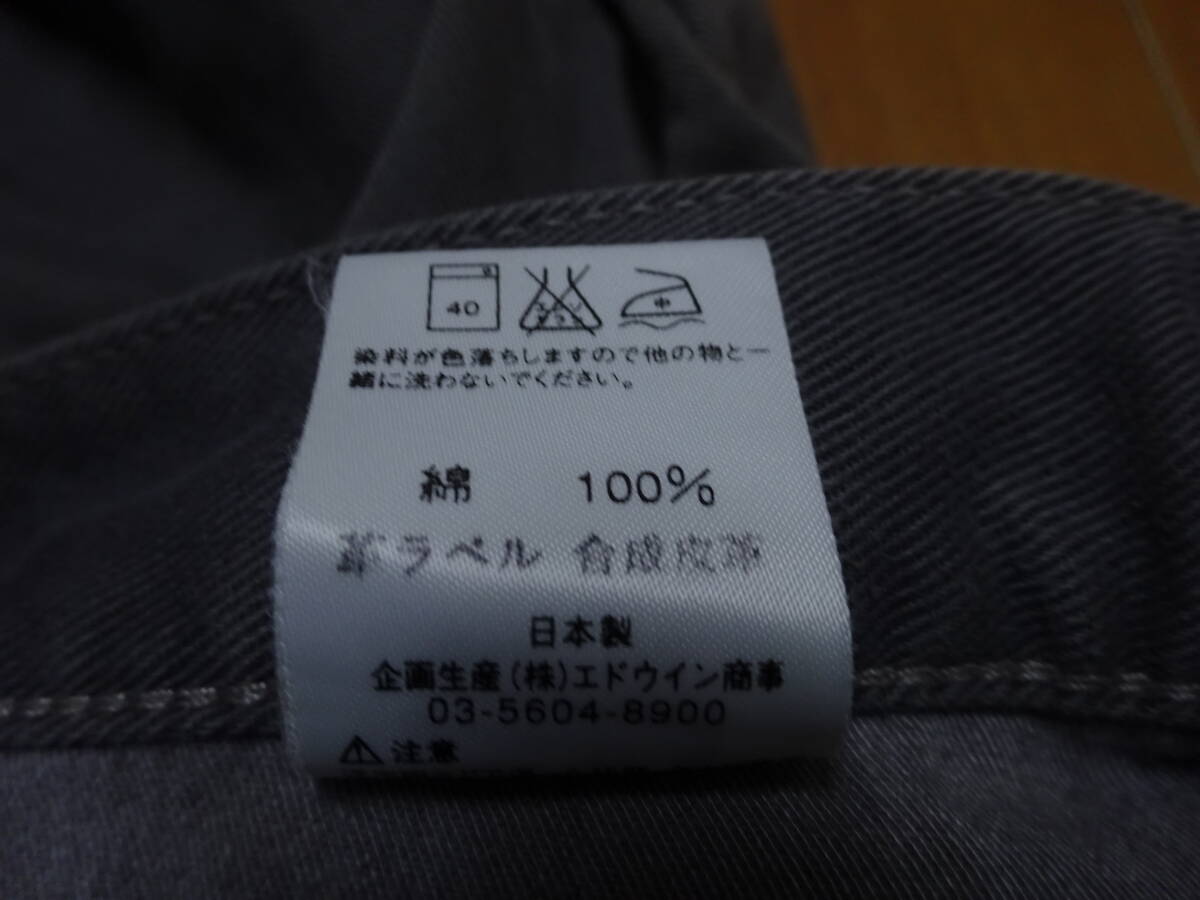 40
中
染料が色落ちしますので他の物と一
緒に洗わないでください。
綿 100%
革ラベル 合成皮革
日本製
企画生産(株)エドウイン商事
03-5604-8900
⚠注意